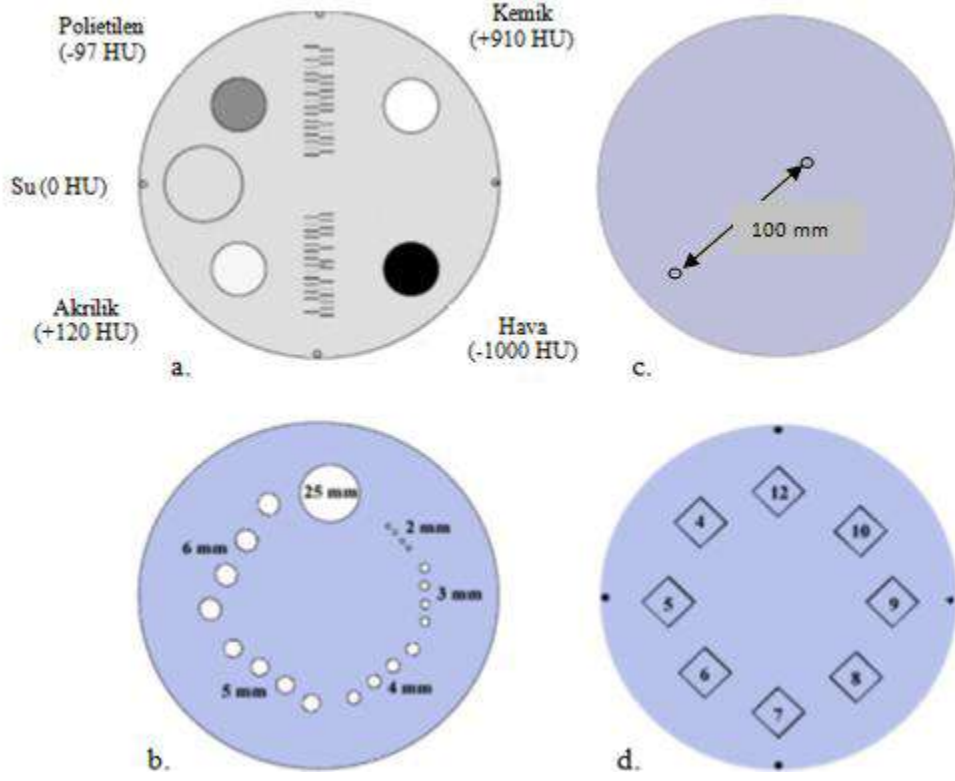 Polietilen
(-97 HU)
Kemik
(+910 HU)
Su (0 HU)
100 mm
Akrilik
(+120 HU)
Hava
(-1000 HU)
a.
c.
25 mm
2 mm
6 mm
3 mm
5 mm
4 mm
b.
12
4
10
5
9
6
8
7
d.